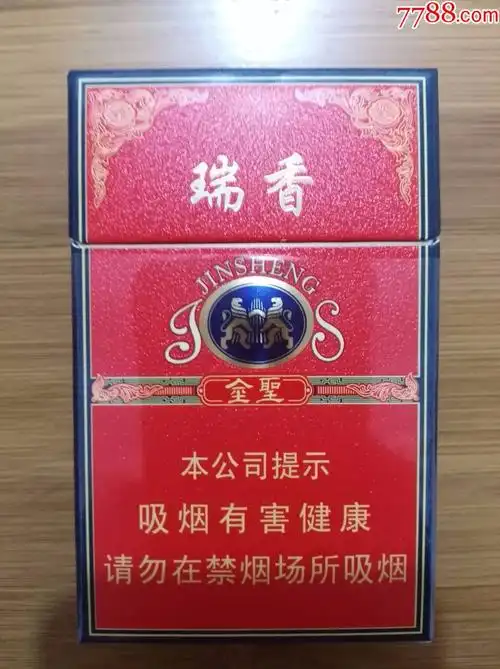 7788.com
瑞香
JINSHENG
JS
金聖
本公司提示
吸烟有害健康
请勿在禁烟场所吸烟